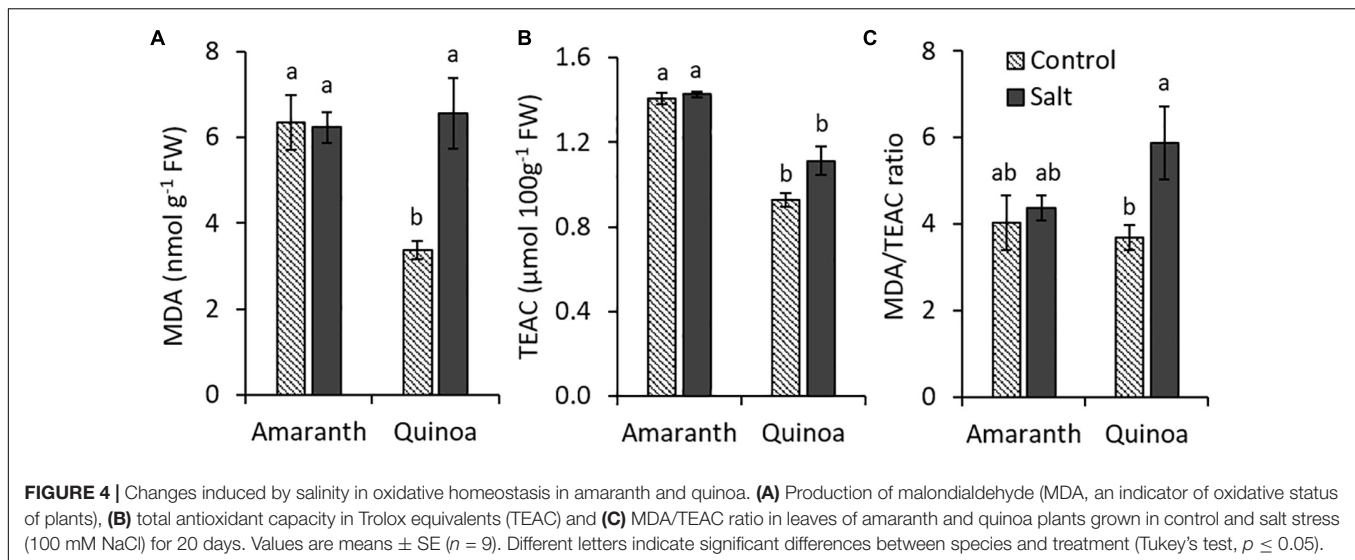 A
B
C
8
6
4
2
0
MDA (nmol g⁻¹ FW)
a
a
b
a
Amaranth
Quinoa
1.6
1.2
0.8
0.4
0.0
TEAC (µmol 100g⁻¹ FW)
a
a
b
b
Amaranth
Quinoa
8
6
4
2
0
MDA/TEAC ratio
Control
Salt
ab
ab
b
a
Amaranth
Quinoa
FIGURE 4 | Changes induced by salinity in oxidative homeostasis in amaranth and quinoa. (A) Production of malondialdehyde (MDA, an indicator of oxidative status
of plants), (B) total antioxidant capacity in Trolox equivalents (TEAC) and (C) MDA/TEAC ratio in leaves of amaranth and quinoa plants grown in control and salt stress
(100 mM NaCl) for 20 days. Values are means ± SE (n = 9). Different letters indicate significant differences between species and treatment (Tukey's test, p ≤ 0.05).